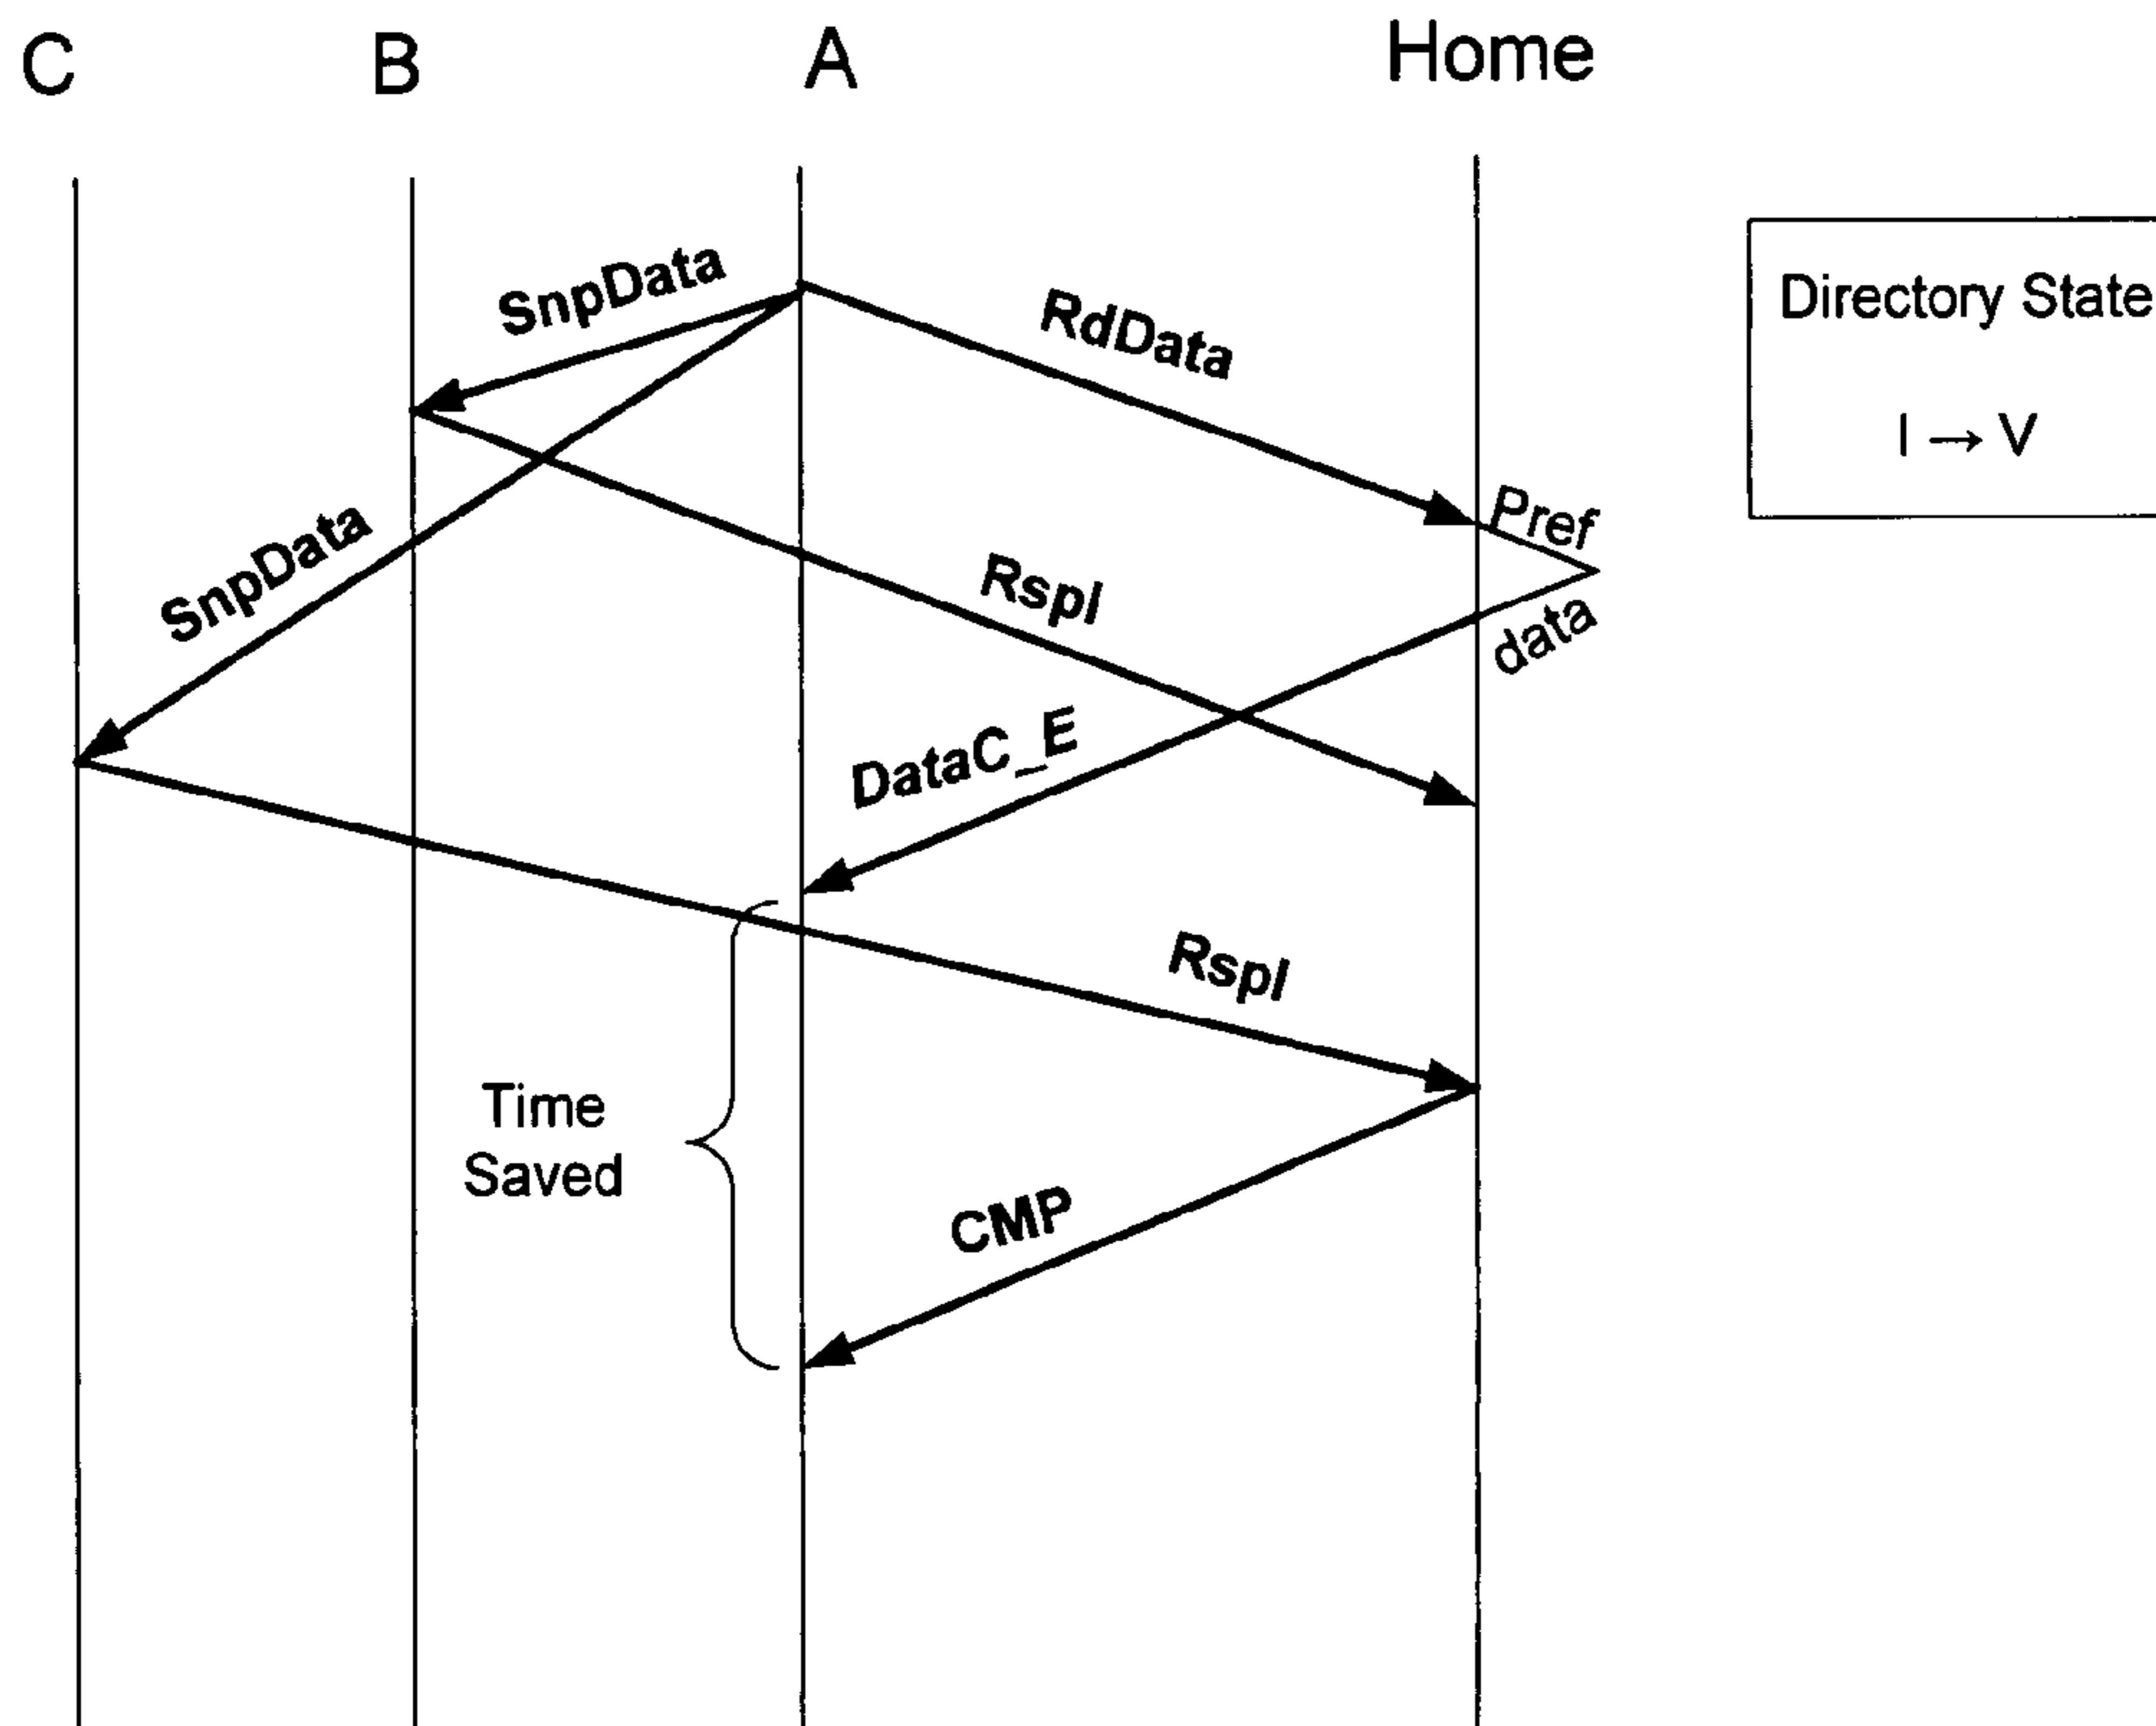 C B A Home
SnpData
RdData
Directory State
I → V
Pref
SnpData
RspI
data
DataC_E
RspI
Time
Saved
CMP